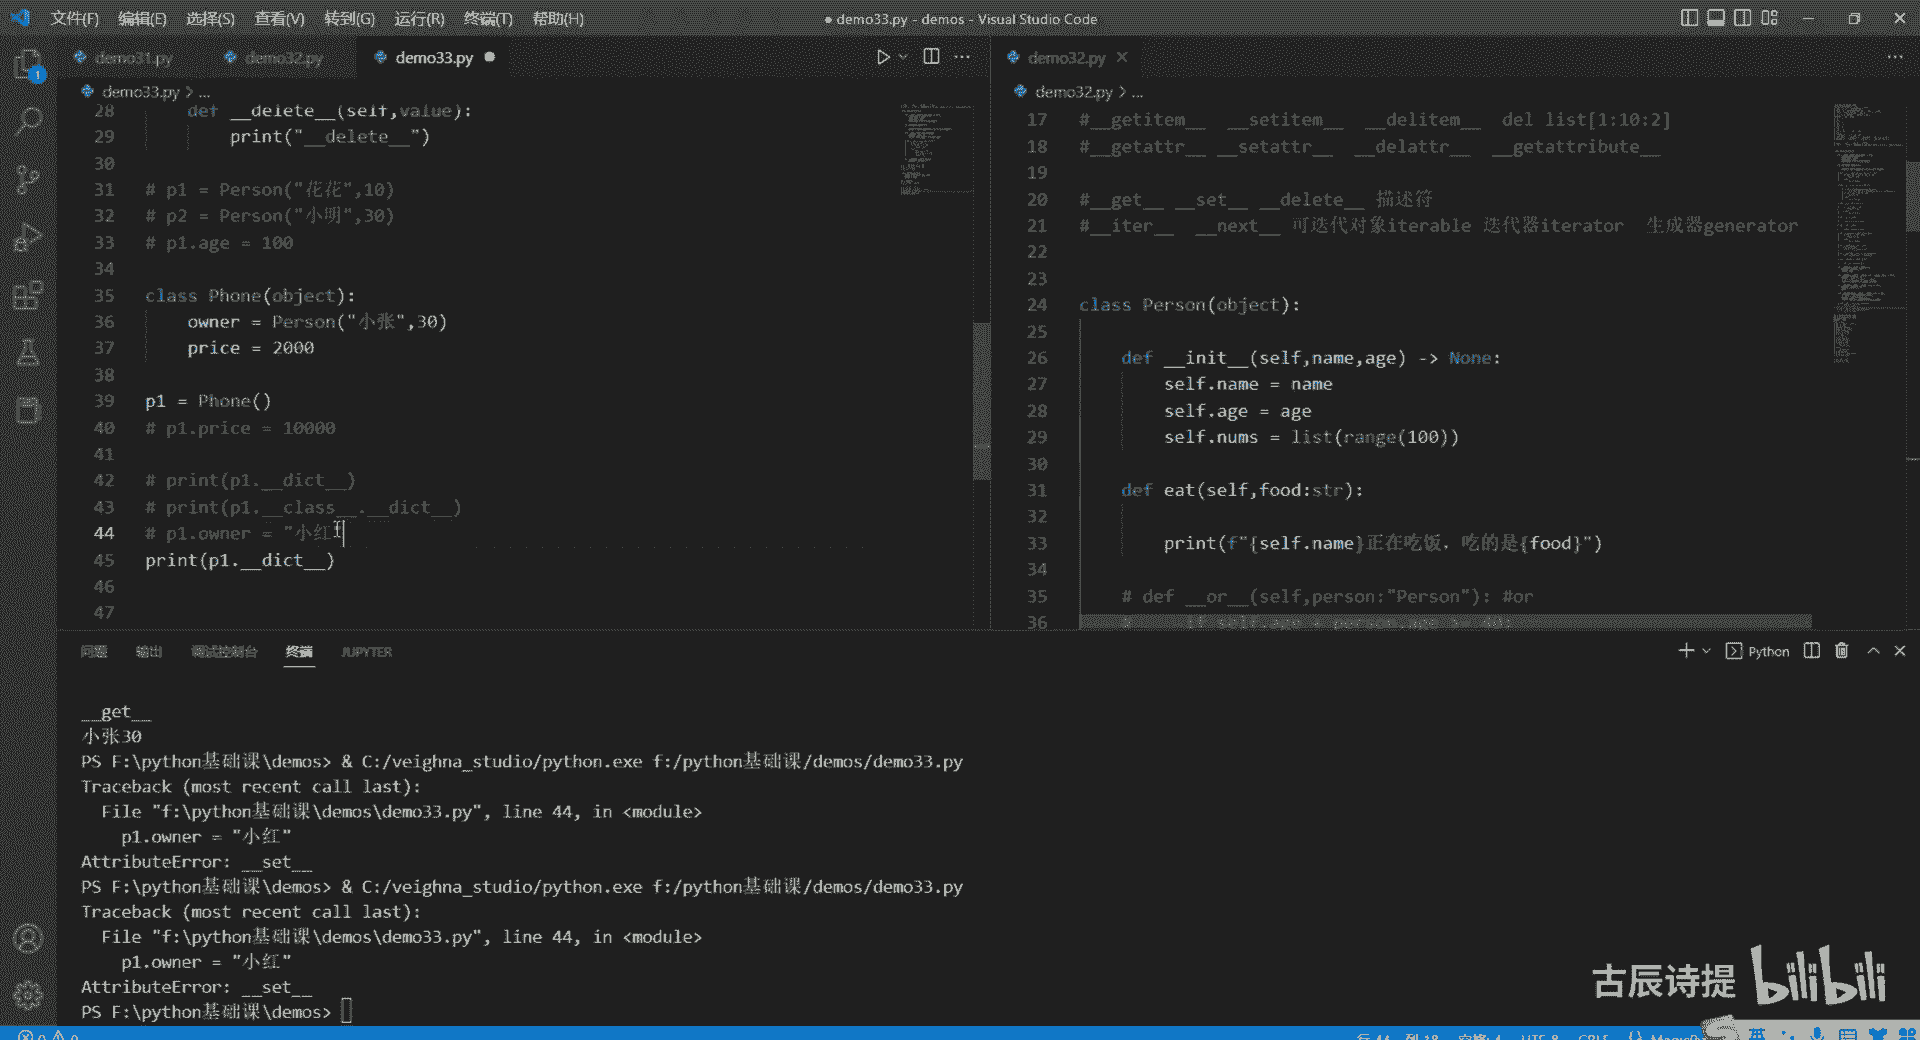 文件(F) 编辑(E) 选择(S) 查看(V) 转到(G) 运行(R) 终端(T) 帮助(H)
● demo33.py - demos - Visual Studio Code
demo31.py
demo32.py
demo33.py ●
demo33.py > ...
28 def __delete__(self,value):
29 print("__delete__")
30
31 # p1 = Person("花花",10)
32 # p2 = Person("小明",30)
33 # p1.age = 100
34
35 class Phone(object):
36 owner = Person("小张",30)
37 price = 2000
38
39 p1 = Phone()
40 # p1.price = 10000
41
42 # print(p1.__dict__)
43 # print(p1.__class__.__dict__)
44 # p1.owner = "小红"
45 print(p1.__dict__)
46
47
demo32.py
demo32.py > ...
17 #__getitem__ __setitem__ __delitem__ del list[1:10:2]
18 #__getattr__ __setattr__ __delattr__ __getattribute__
19
20 #__get__ __set__ __delete__ 描述符
21 #__iter__ __next__ 可迭代对象iterable 迭代器iterator 生成器generator
22
23
24 class Person(object):
25
26 def __init__(self,name,age) -> None:
27 self.name = name
28 self.age = age
29 self.nums = list(range(100))
30
31 def eat(self,food:str):
32
33 print(f"{self.name}正在吃饭，吃的是{food}")
34
35 # def __or__(self,person:"Person"): #or
36 # if self.age + person.age >= 40:
1
问题 输出 调试控制台 终端 JUPYTER
Python
__get__
小张30
PS F:\python基础课\demos> & C:/veighna_studio/python.exe f:/python基础课/demos/demo33.py
Traceback (most recent call last):
File "f:\python基础课\demos\demo33.py", line 44, in <module>
p1.owner = "小红"
AttributeError: __set__
PS F:\python基础课\demos> & C:/veighna_studio/python.exe f:/python基础课/demos/demo33.py
Traceback (most recent call last):
File "f:\python基础课\demos\demo33.py", line 44, in <module>
p1.owner = "小红"
AttributeError: __set__
PS F:\python基础课\demos>
古辰诗提 bilibili